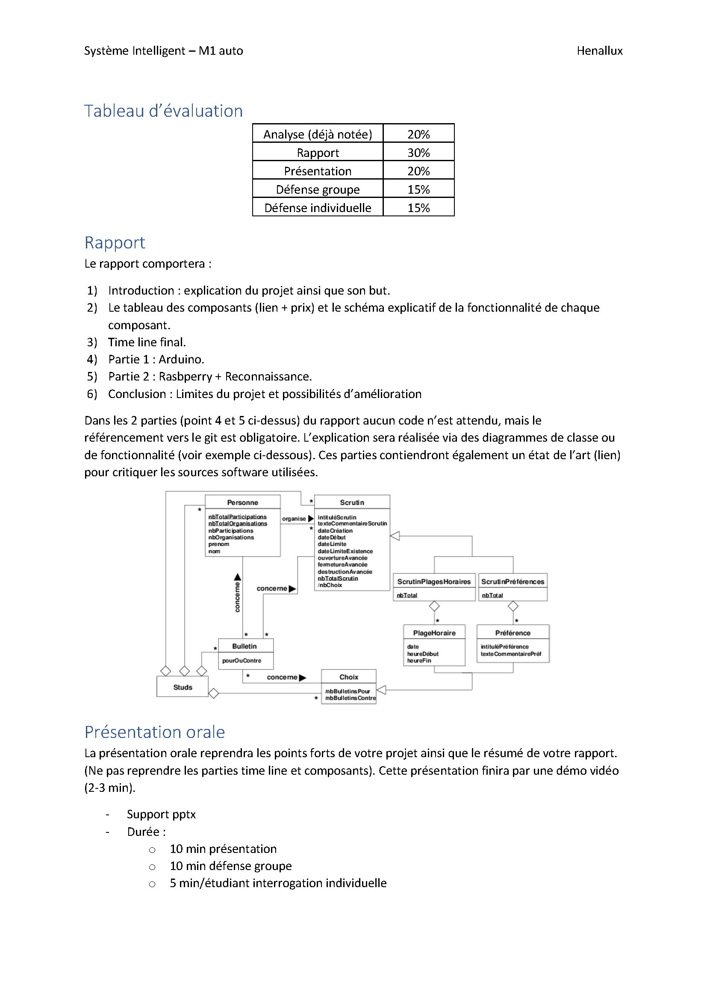 Système Intelligent – M1 auto Henallux
Tableau d’évaluation
Analyse (déjà notée) 20%
Rapport 30%
Présentation 20%
Défense groupe 15%
Défense individuelle 15%
Rapport
Le rapport comportera :
1) Introduction : explication du projet ainsi que son but.
2) Le tableau des composants (lien + prix) et le schéma explicatif de la fonctionnalité de chaque
composant.
3) Time line final.
4) Partie 1 : Arduino.
5) Partie 2 : Rasbperry + Reconnaissance.
6) Conclusion : Limites du projet et possibilités d’amélioration
Dans les 2 parties (point 4 et 5 ci-dessus) du rapport aucun code n’est attendu, mais le
référencement vers le git est obligatoire. L’explication sera réalisée via des diagrammes de classe ou
de fonctionnalité (voir exemple ci-dessous). Ces parties contiendront également un état de l’art (lien)
pour critiquer les sources software utilisées.
Personne
nbTotalParticipations
nbTotalOrganisations
nbParticipations
nbOrganisations
prenom
nom
*
organise
*
*
Scrutin
intituléScrutin
texteCommentaireScrutin
dateCréation
dateDébut
dateLimite
dateLimiteExistence
ouvertureAvancée
fermetureAvancée
destructionAvancée
nbTotalScrutin
/nbChoix
concerne
concerne
ScrutinPlagesHoraires
nbTotal
ScrutinPréférences
nbTotal
*
*
PlageHoraire
date
heureDébut
heureFin
Préférence
intituléPréférence
texteCommentairePréf
*
*
*
Bulletin
pourOuContre
*
concerne
Choix
/nbBulletinsPour
/nbBulletinsContre
Studs
*
Présentation orale
La présentation orale reprendra les points forts de votre projet ainsi que le résumé de votre rapport.
(Ne pas reprendre les parties time line et composants). Cette présentation finira par une démo vidéo
(2-3 min).
- Support pptx
- Durée :
o 10 min présentation
o 10 min défense groupe
o 5 min/étudiant interrogation individuelle